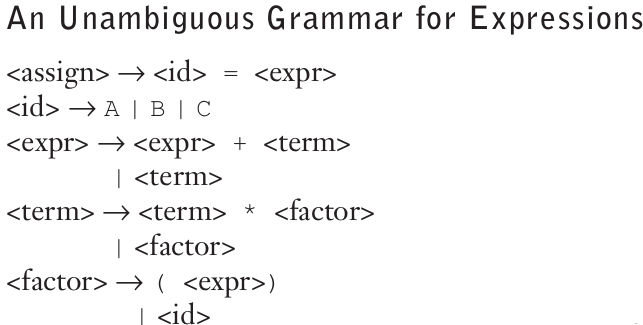 An Unambiguous Grammar for Expressions
<assign> → <id> = <expr>
<id> → A | B | C
<expr> → <expr> + <term>
| <term>
<term> → <term> * <factor>
| <factor>
<factor> → ( <expr>)
| <id>